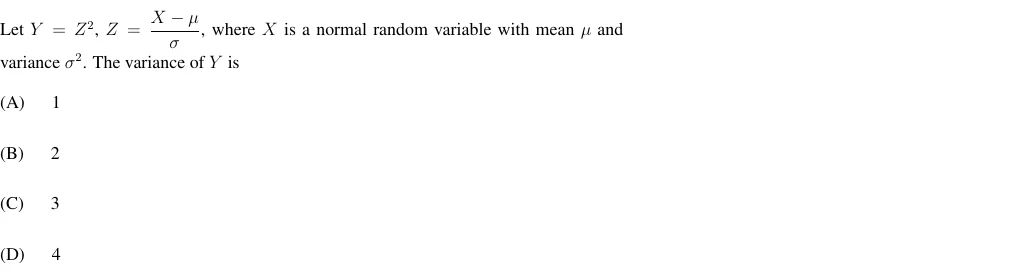 Let Y = Z², Z = (X − μ)/σ, where X is a normal random variable with mean μ and
variance σ². The variance of Y is
(A) 1
(B) 2
(C) 3
(D) 4